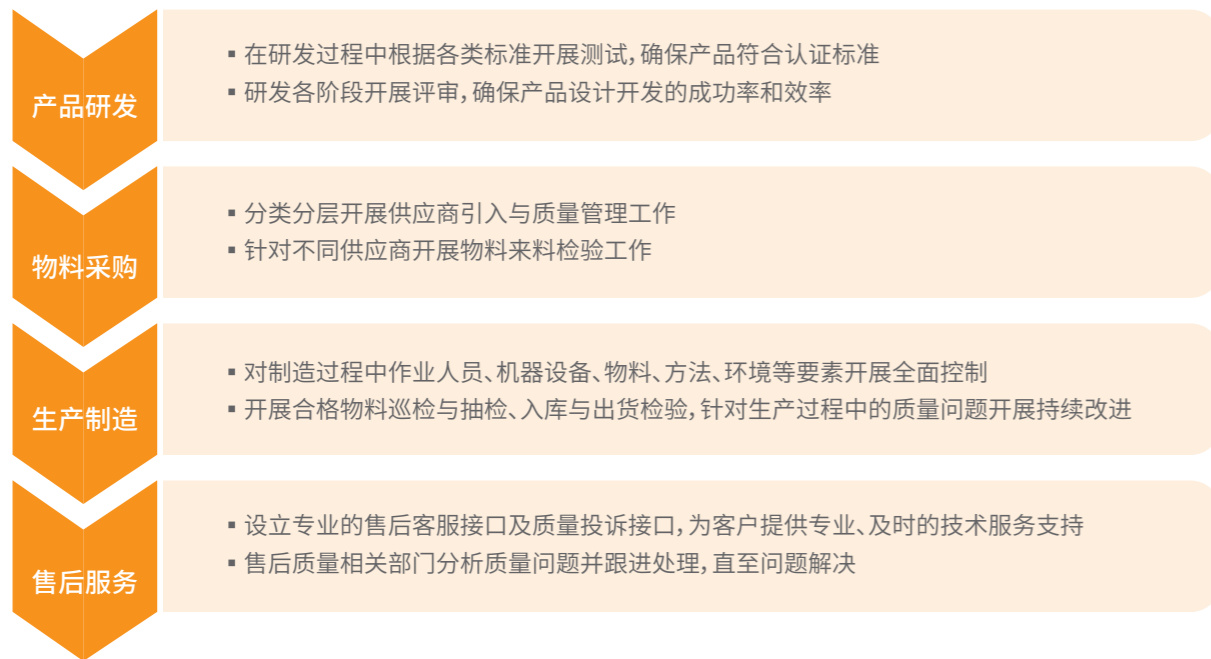 产品研发
▪ 在研发过程中根据各类标准开展测试，确保产品符合认证标准
▪ 研发各阶段开展评审，确保产品设计开发的成功率和效率
物料采购
▪ 分类分层开展供应商引入与质量管理工作
▪ 针对不同供应商开展物料来料检验工作
生产制造
▪ 对制造过程中作业人员、机器设备、物料、方法、环境等要素开展全面控制
▪ 开展合格物料巡检与抽检、入库与出货检验，针对生产过程中的质量问题开展持续改进
售后服务
▪ 设立专业的售后客服接口及质量投诉接口，为客户提供专业、及时的技术服务支持
▪ 售后质量相关部门分析质量问题并跟进处理，直至问题解决